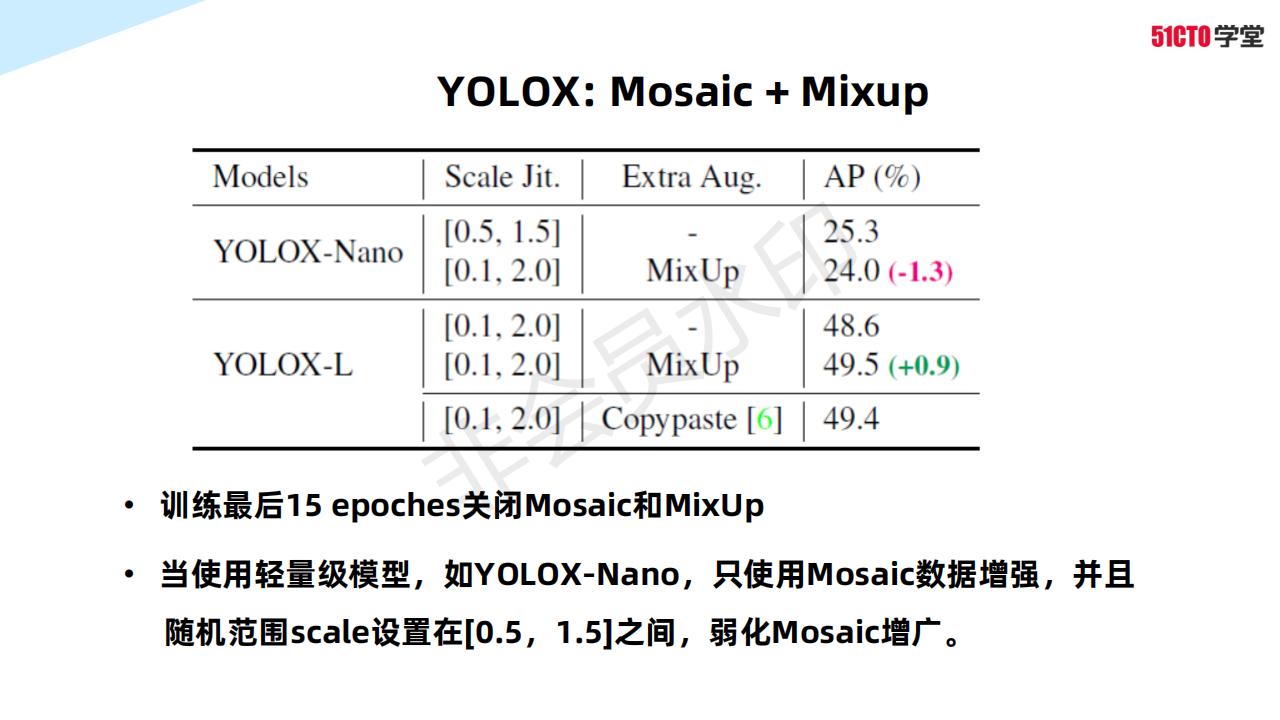 51CTO学堂
YOLOX: Mosaic + Mixup
Models Scale Jit. Extra Aug. AP (%)
YOLOX-Nano [0.5, 1.5] - 25.3
[0.1, 2.0] MixUp 24.0 (-1.3)
YOLOX-L [0.1, 2.0] - 48.6
[0.1, 2.0] MixUp 49.5 (+0.9)
[0.1, 2.0] Copypaste [6] 49.4
非会员水印
• 训练最后15 epoches关闭Mosaic和MixUp
• 当使用轻量级模型，如YOLOX-Nano，只使用Mosaic数据增强，并且
随机范围scale设置在[0.5，1.5]之间，弱化Mosaic增广。